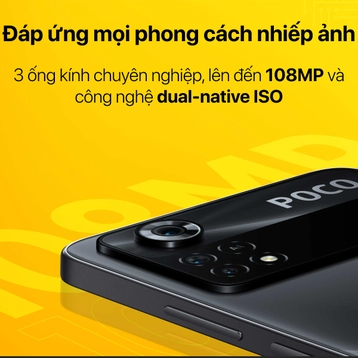 Đáp ứng mọi phong cách nhiếp ảnh
3 ống kính chuyên nghiệp, lên đến 108MP và
công nghệ dual-native ISO
POCO
108MP